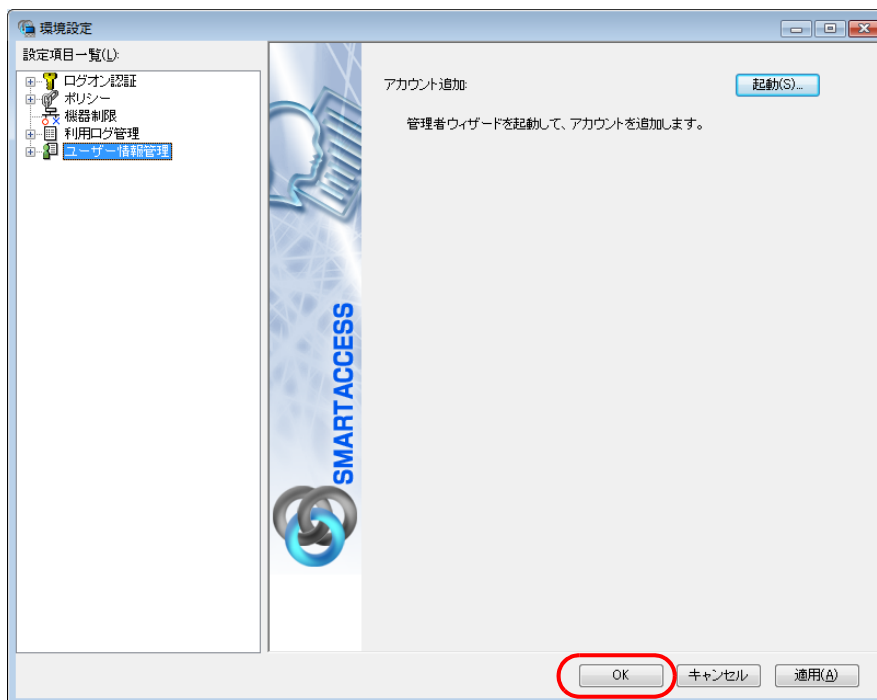 環境設定
設定項目一覧(L):
ログオン認証
ポリシー
機器制限
利用ログ管理
ユーザー情報管理
SMARTACCESS
アカウント追加:
起動(S)...
管理者ウィザードを起動して、アカウントを追加します。
OK
キャンセル
適用(A)